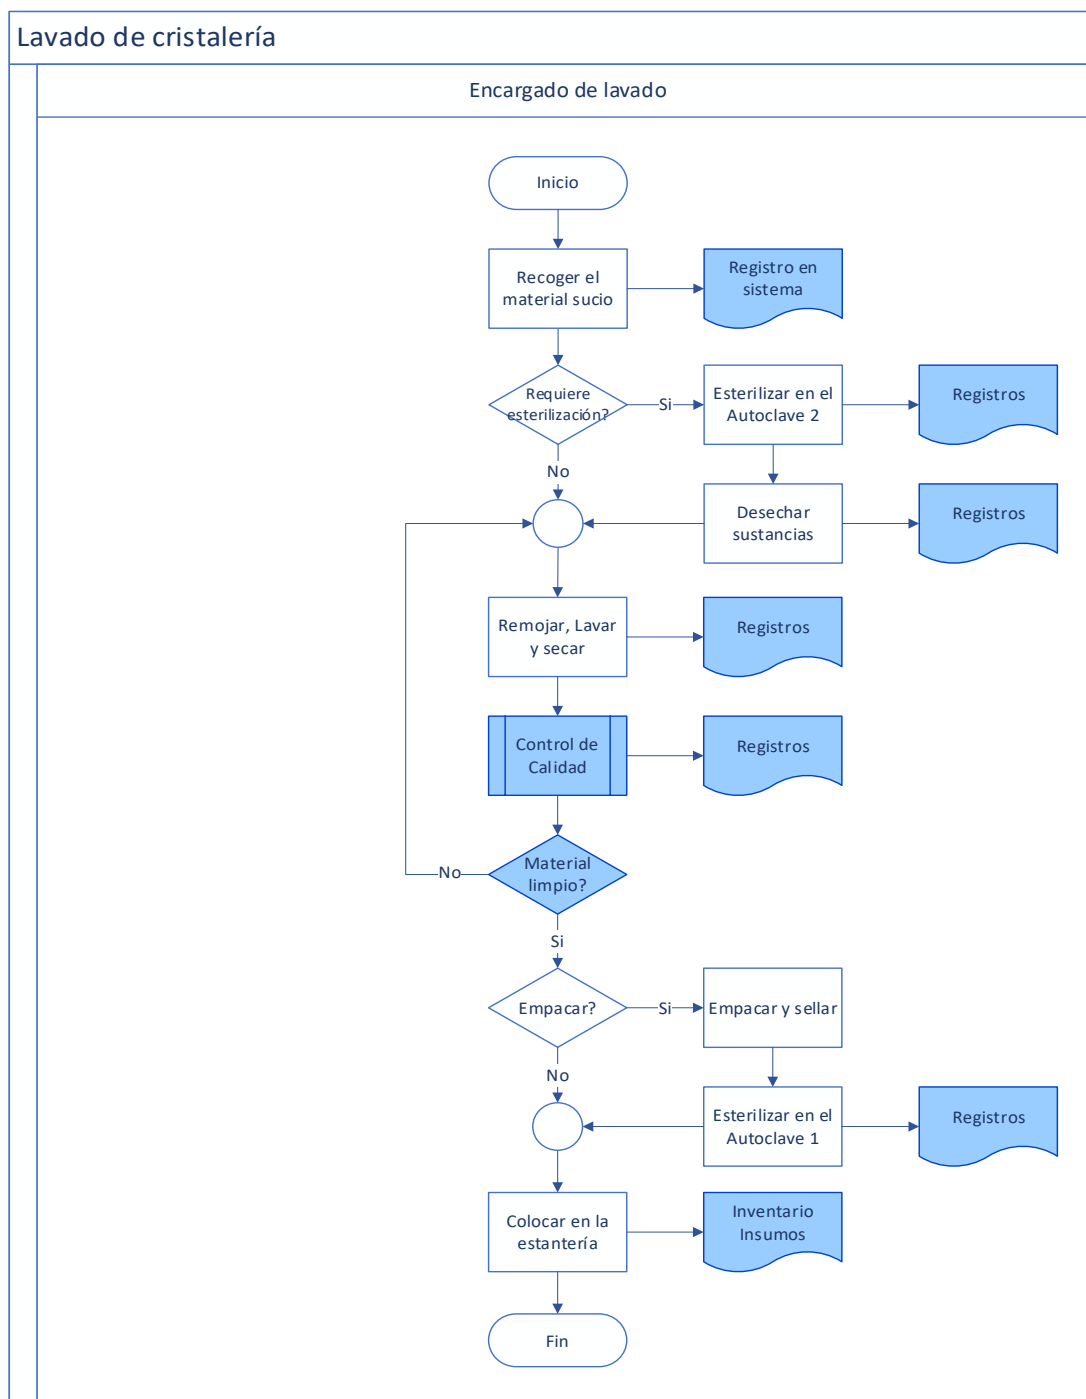 Lavado de cristalería
Encargado de lavado
Inicio
Recoger el
material sucio
Registro en
sistema
Requiere
esterilización?
Si
Esterilizar en el
Autoclave 2
Registros
No
Desechar
sustancias
Registros
Remojar, Lavar
y secar
Registros
Control de
Calidad
Registros
Material
limpio?
No
Si
Empacar?
Si
Empacar y sellar
No
Esterilizar en el
Autoclave 1
Registros
Colocar en la
estantería
Inventario
Insumos
Fin